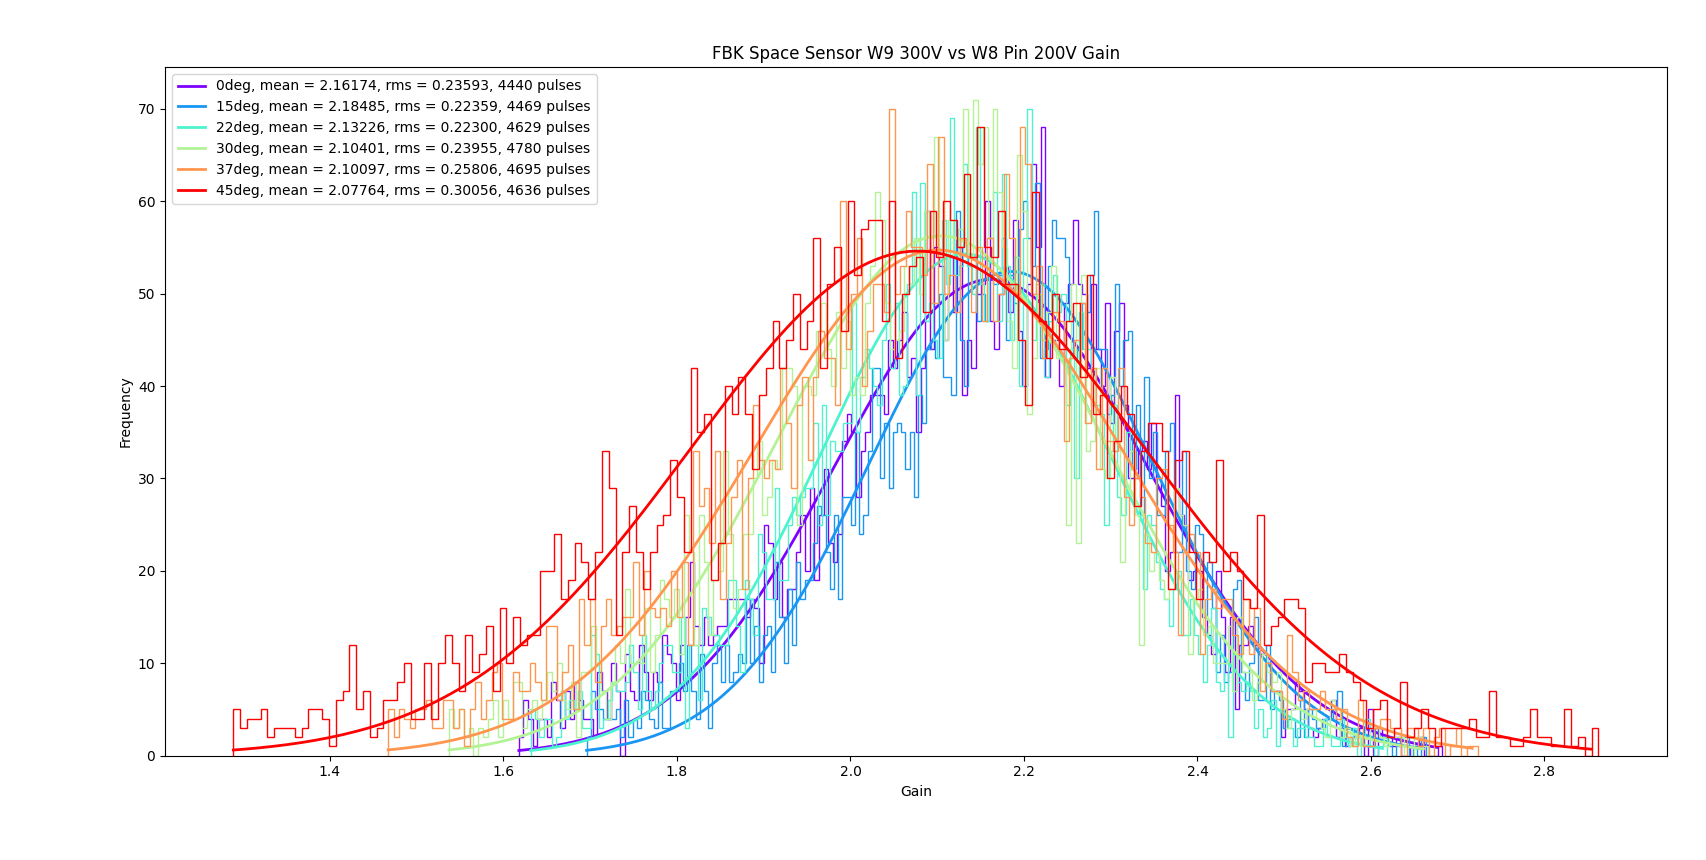 FBK Space Sensor W9 300V vs W8 Pin 200V Gain
0deg, mean = 2.16174, rms = 0.23593, 4440 pulses
15deg, mean = 2.18485, rms = 0.22359, 4469 pulses
22deg, mean = 2.13226, rms = 0.22300, 4629 pulses
30deg, mean = 2.10401, rms = 0.23955, 4780 pulses
37deg, mean = 2.10097, rms = 0.25806, 4695 pulses
45deg, mean = 2.07764, rms = 0.30056, 4636 pulses
Frequency
70
60
50
40
30
20
10
0
1.4 1.6 1.8 2.0 2.2 2.4 2.6 2.8
Gain